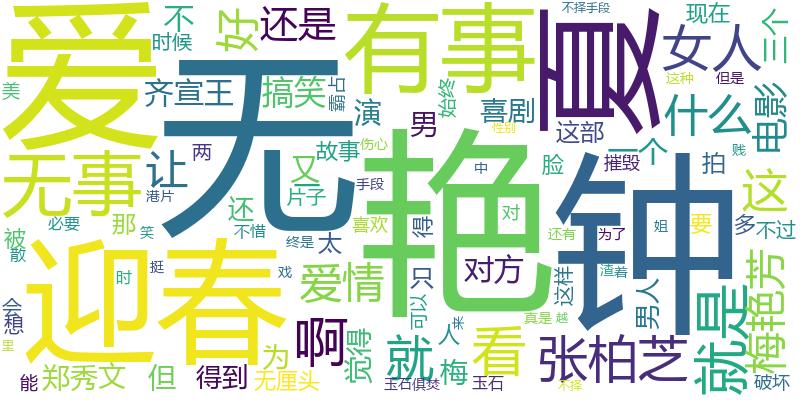 爱
无
艳
夏
钟
迎春
有事
无事
不
时候
好
还是
不择手段
现在
女人
三个
这种
但是
美
齐宣王
搞笑
霸占
始终
喜剧
什么
电影
演
男
这部
性别
一个
让
两
故事
伤心
又
港片
片子
手段
中
脸
摧毁
拍
贱
这
必要
那
还
笑
不惜
喜欢
得
对
姐
要
多
不过
被
散
终是
太
还有
为了
时
挺
戏
爱情
只
对方
这样
渣
着
男人
就是
梅艳芳
会
想
啊
可以
真是
越
里
为
觉得
就
人
来
看
张柏芝
能
郑秀文
但
得到
无厘头
梅
玉石俱焚
玉石
不择
破坏